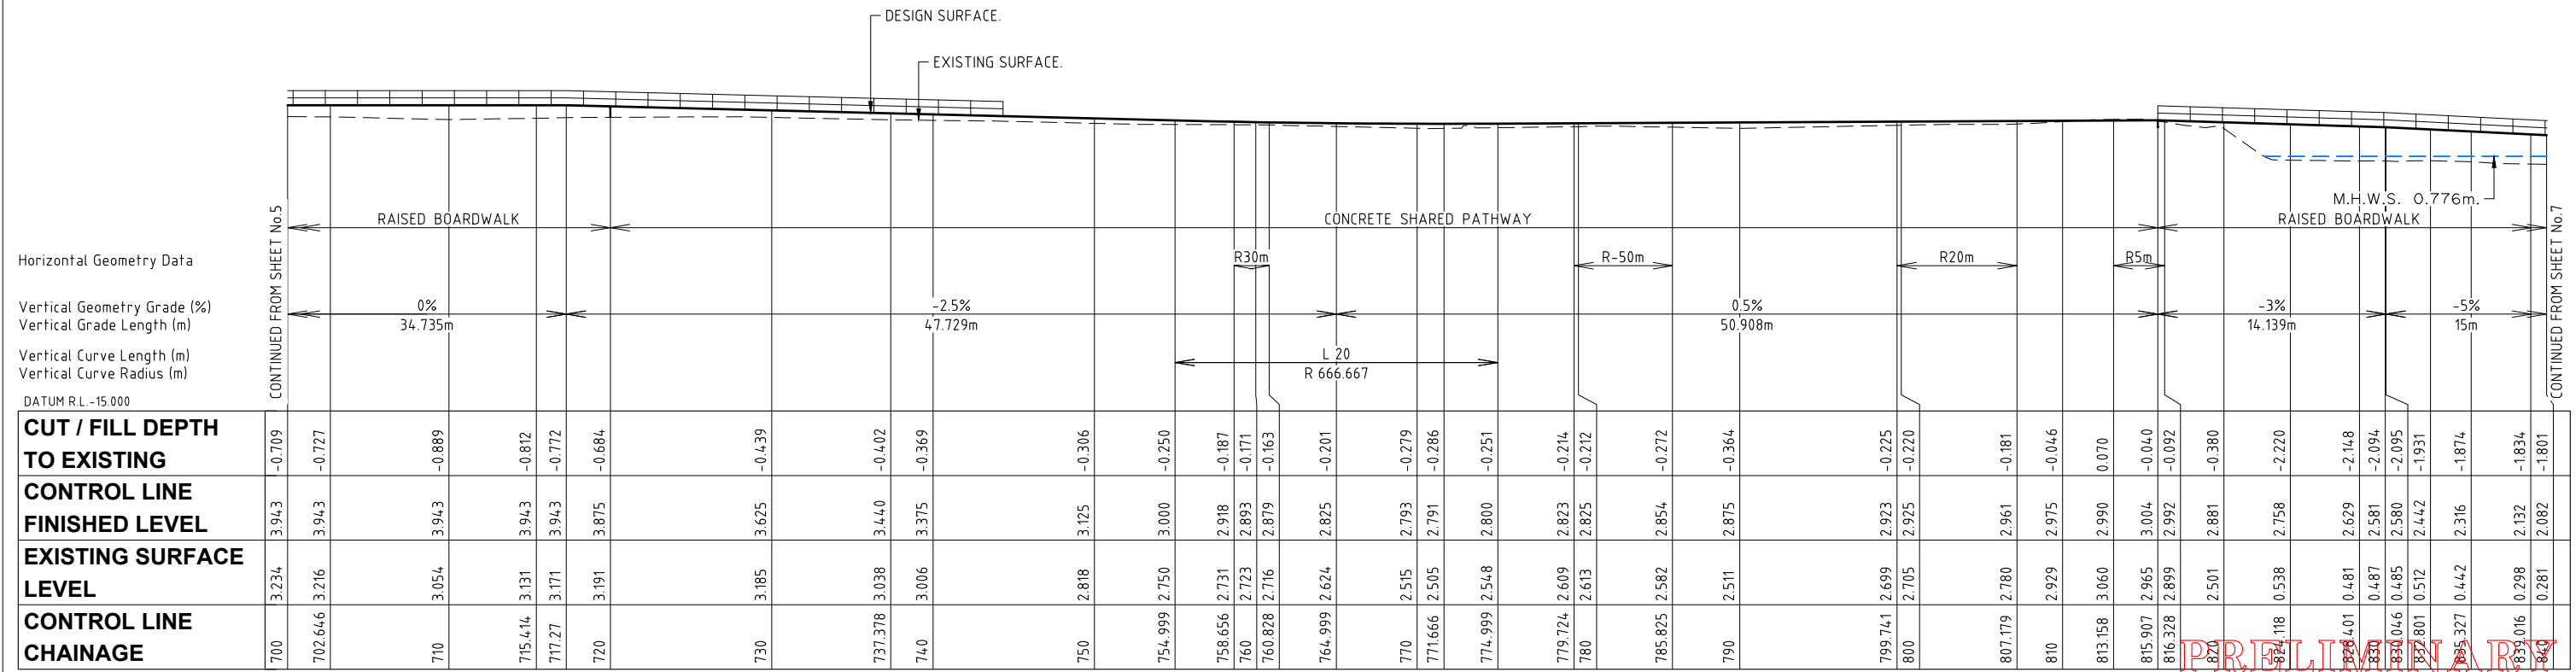 DESIGN SURFACE.
EXISTING SURFACE.
M.H.W.S. 0.776m.
CONTINUED FROM SHEET No.5
RAISED BOARDWALK
CONCRETE SHARED PATHWAY
RAISED BOARDWALK
CONTINUED FROM SHEET No.7
Horizontal Geometry Data
R30m
R-50m
R20m
R5m
Vertical Geometry Grade (%)
0%
-2.5%
0.5%
-3%
-5%
Vertical Grade Length (m)
34.735m
47.729m
50.908m
14.139m
15m
Vertical Curve Length (m)
L 20
Vertical Curve Radius (m)
R 666.667
DATUM R.L.-15.000
CUT / FILL DEPTH
TO EXISTING
-0.709 -0.727 -0.889 -0.812 -0.772 -0.684 -0.439 -0.402 -0.369 -0.306 -0.250 -0.187 -0.171 -0.163 -0.201 -0.279 -0.286 -0.251 -0.214 -0.212 -0.272 -0.364 -0.225 -0.220 -0.181 -0.046 0.070 -0.040 -0.092 -0.380 -2.220 -2.148 -2.094 -2.095 -1.931 -1.874 -1.834 -1.801
CONTROL LINE
FINISHED LEVEL
3.943 3.943 3.943 3.943 3.943 3.875 3.625 3.440 3.375 3.125 3.000 2.918 2.893 2.879 2.825 2.793 2.791 2.800 2.823 2.825 2.854 2.875 2.923 2.925 2.961 2.975 2.990 3.004 2.992 2.881 2.758 2.629 2.581 2.580 2.442 2.316 2.132 2.082
EXISTING SURFACE
LEVEL
3.234 3.216 3.054 3.131 3.171 3.191 3.185 3.038 3.006 2.818 2.750 2.731 2.723 2.716 2.624 2.515 2.505 2.548 2.609 2.613 2.582 2.511 2.699 2.705 2.780 2.929 3.060 2.965 2.899 2.501 0.538 0.481 0.487 0.485 0.512 0.442 0.298 0.281
CONTROL LINE
CHAINAGE
700 702.646 710 715.414 717.27 720 730 737.378 740 750 754.999 758.656 760 760.828 764.999 770 771.666 774.999 779.724 780 785.825 790 799.741 800 807.179 810 813.158 815.907 816.328 820 824.118 828.401 830 830.046 832.801 835.327 839.016 840
PRELIMINARY